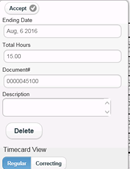 Accept
Ending Date
Aug, 6 2016
Total Hours
15.00
Document#
0000045100
Description
Delete
Timecard View
Regular Correcting